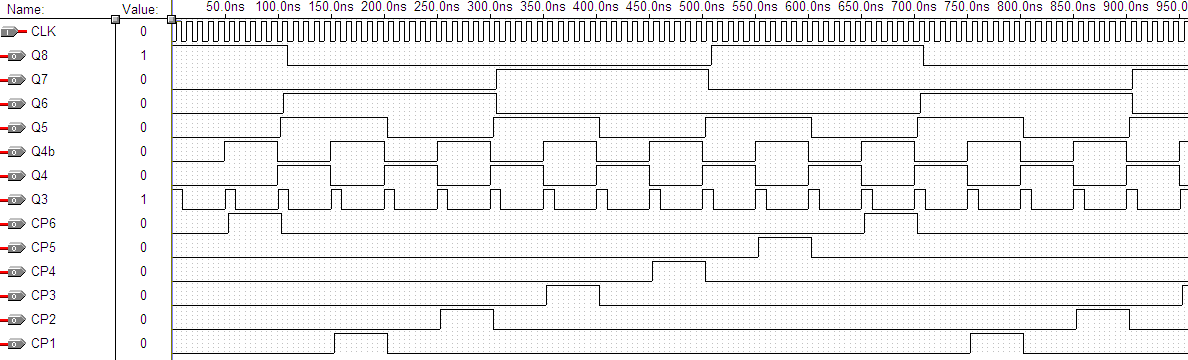 Name: Value: 50.0ns 100.0ns 150.0ns 200.0ns 250.0ns 300.0ns 350.0ns 400.0ns 450.0ns 500.0ns 550.0ns 600.0ns 650.0ns 700.0ns 750.0ns 800.0ns 850.0ns 900.0ns 950.0
CLK 0
Q8 1
Q7 0
Q6 0
Q5 0
Q4b 0
Q4 0
Q3 1
CP6 0
CP5 0
CP4 0
CP3 0
CP2 0
CP1 0